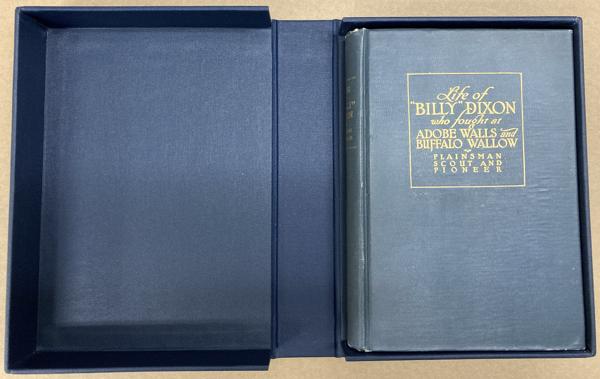 Life of
"BILLY" DIXON
who fought at
ADOBE WALLS and
BUFFALO WALLOW
PLAINSMAN
SCOUT AND
PIONEER